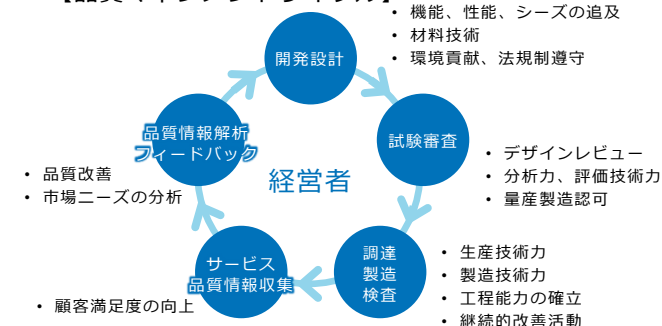 ・ 機能、性能、シーズの追及
・ 材料技術
・ 環境貢献、法規制遵守
開発設計
試験審査
・ デザインレビュー
・ 分析力、評価技術力
・ 量産製造認可
品質情報解析
フィードバック
・ 品質改善
・ 市場ニーズの分析
経営者
調達
製造
検査
・ 生産技術力
・ 製造技術力
・ 工程能力の確立
・ 継続的改善活動
サービス
品質情報収集
・ 顧客満足度の向上